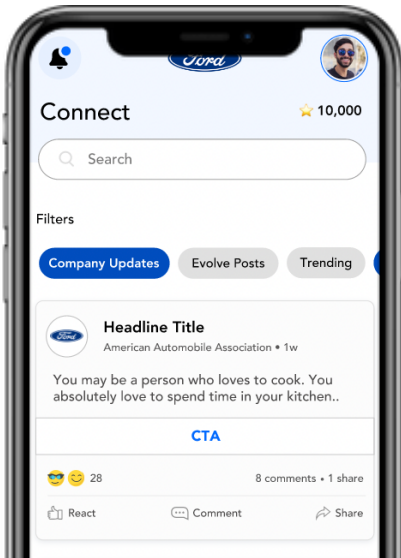 Ford
Connect
10,000
Search
Filters
Company Updates
Evolve Posts
Trending
Ford
Headline Title
American Automobile Association • 1w
You may be a person who loves to cook. You
absolutely love to spend time in your kitchen..
CTA
28
8 comments • 1 share
React
Comment
Share